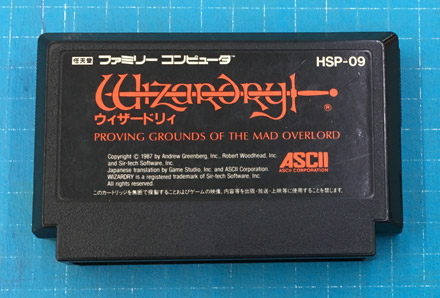 任天堂 ファミリー コンピュータ™ HSP-09
Wizardry®
ウィザードリィ
PROVING GROUNDS OF THE MAD OVERLORD
Copyright © 1987 by Andrew Greenberg, Inc., Robert Woodhead, Inc.
and Sir-tech Software, Inc.
Japanese translation by Game Studio, Inc. and ASCII Corporation.
WIZARDRY is a registered trademark of Sir-tech Software, Inc.
All rights reserved.
ASCII
ASCII CORPORATION
このカートリッジを無断で複製することおよびゲームの映像、内容等を出版・放送・上映等に使用することを禁じます。